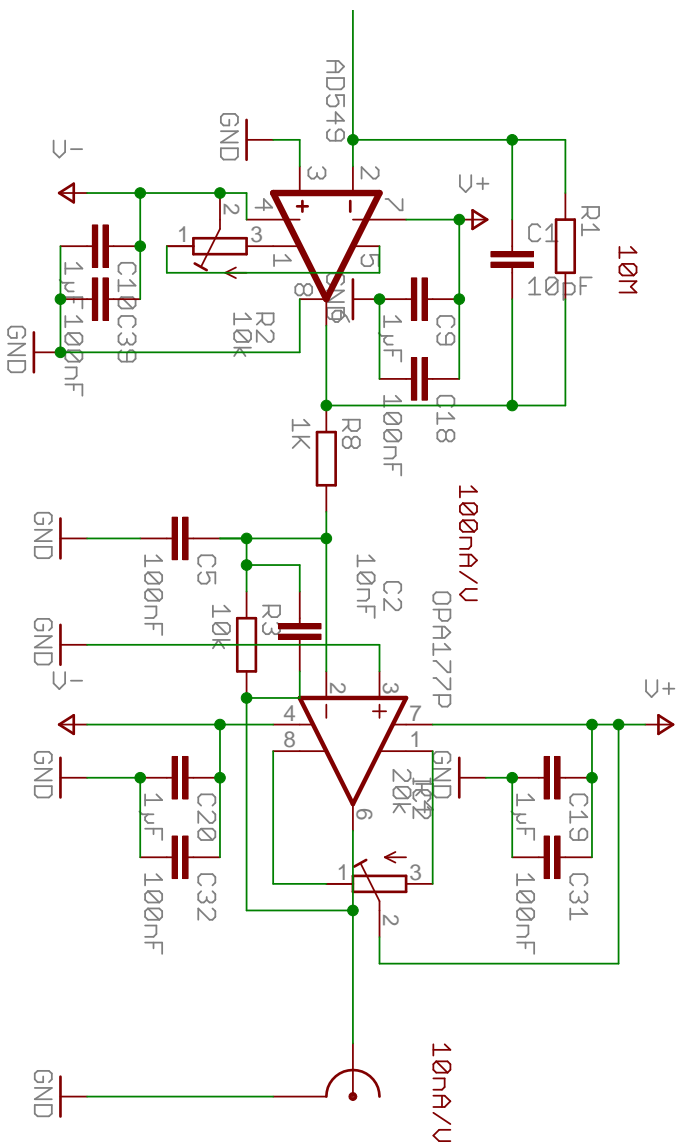 AD549
GND
V-
V+
3
2
4
7
2
1
3
1
5
8
R1
10M
C1
10pF
C10
1µF
C39
100nF
R2
10k
GND
GND
6
C9
1µF
C18
100nF
R8
1K
100nA/V
GND
C5
100nF
R3
10k
C2
10nF
OPA177P
GND
V-
V+
2
3
4
7
8
1
6
GND
C20
1µF
C32
100nF
20k
GND
C19
1µF
C31
100nF
1
3
2
10nA/V
GND